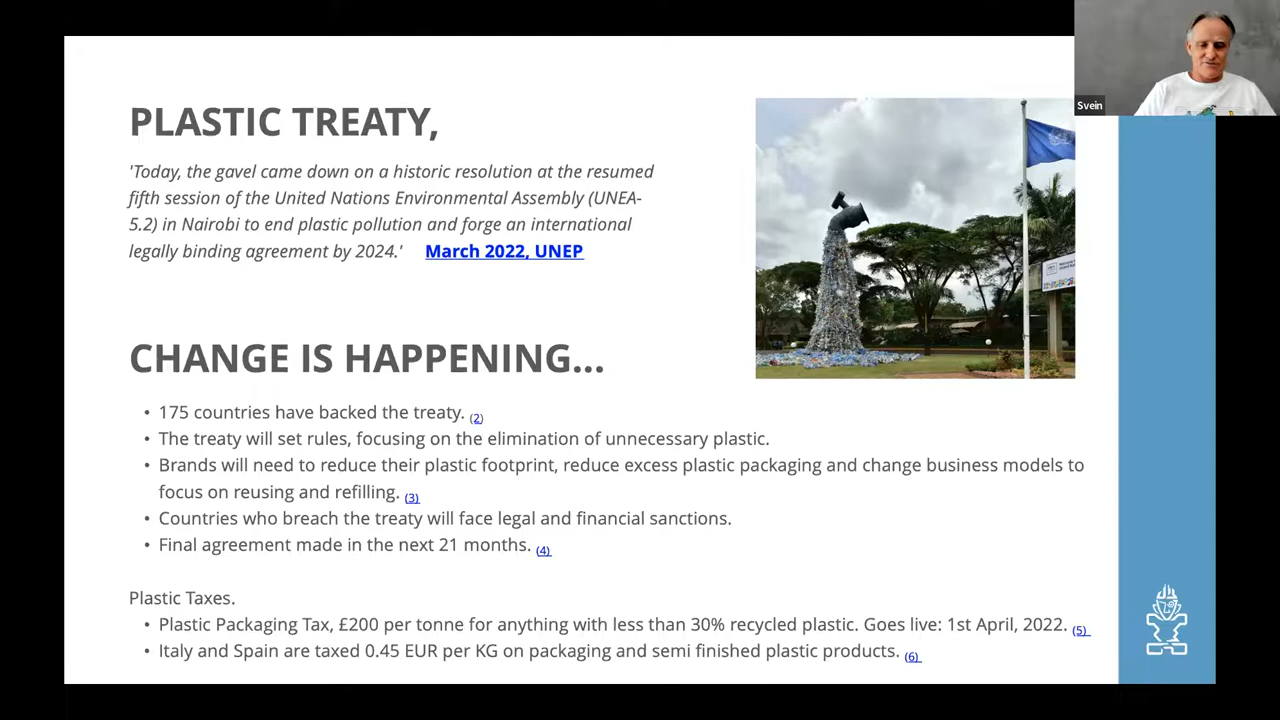 Svein
PLASTIC TREATY,
'Today, the gavel came down on a historic resolution at the resumed
fifth session of the United Nations Environmental Assembly (UNEA-
5.2) in Nairobi to end plastic pollution and forge an international
legally binding agreement by 2024.' March 2022, UNEP
CHANGE IS HAPPENING...
• 175 countries have backed the treaty. (2)
• The treaty will set rules, focusing on the elimination of unnecessary plastic.
• Brands will need to reduce their plastic footprint, reduce excess plastic packaging and change business models to
focus on reusing and refilling. (3)
• Countries who breach the treaty will face legal and financial sanctions.
• Final agreement made in the next 21 months. (4)
Plastic Taxes.
• Plastic Packaging Tax, £200 per tonne for anything with less than 30% recycled plastic. Goes live: 1st April, 2022. (5)
• Italy and Spain are taxed 0.45 EUR per KG on packaging and semi finished plastic products. (6)